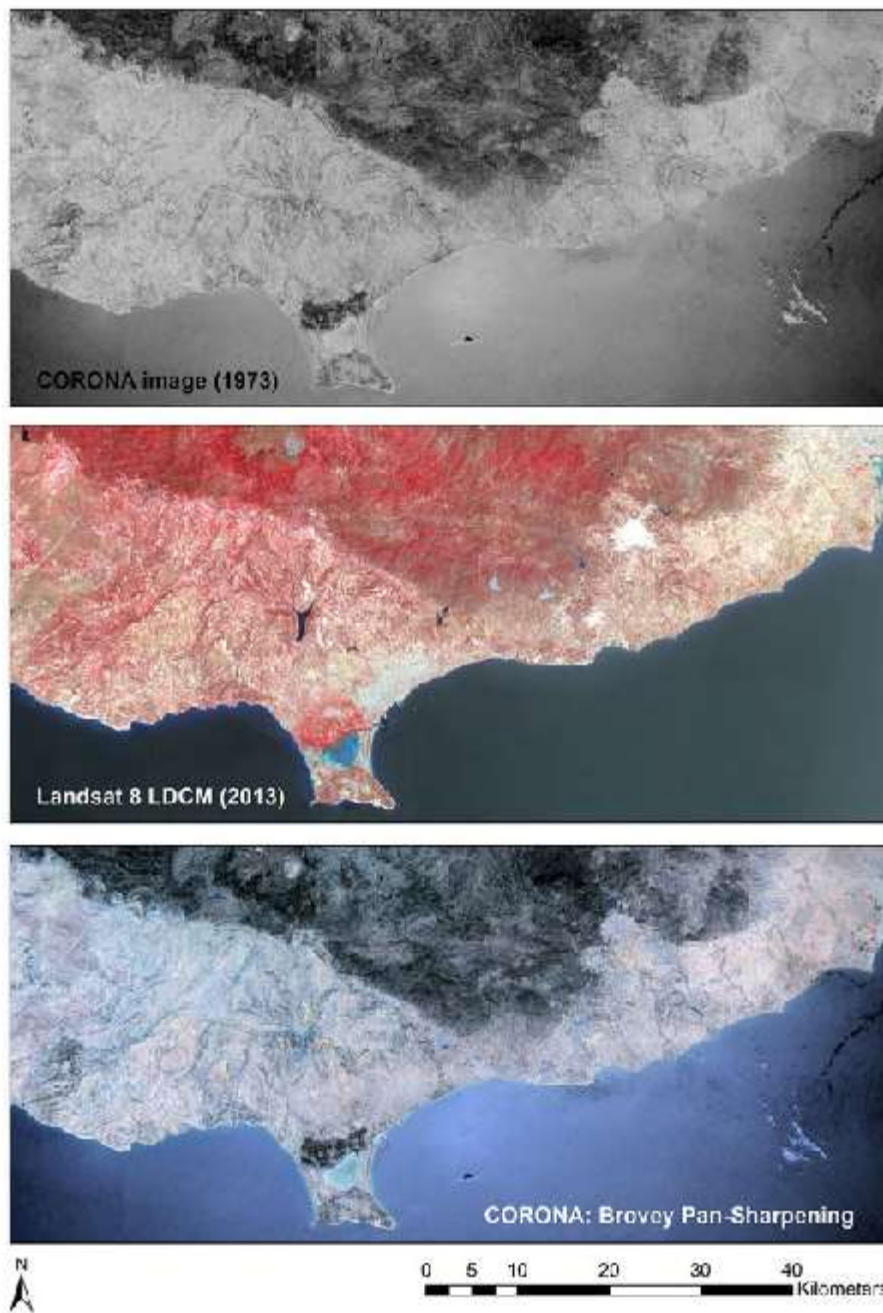 CORONA image (1973)
Landsat 8 LDCM (2013)
CORONA: Brovey Pan-Sharpening
N
0 5 10 20 30 40
Kilometers